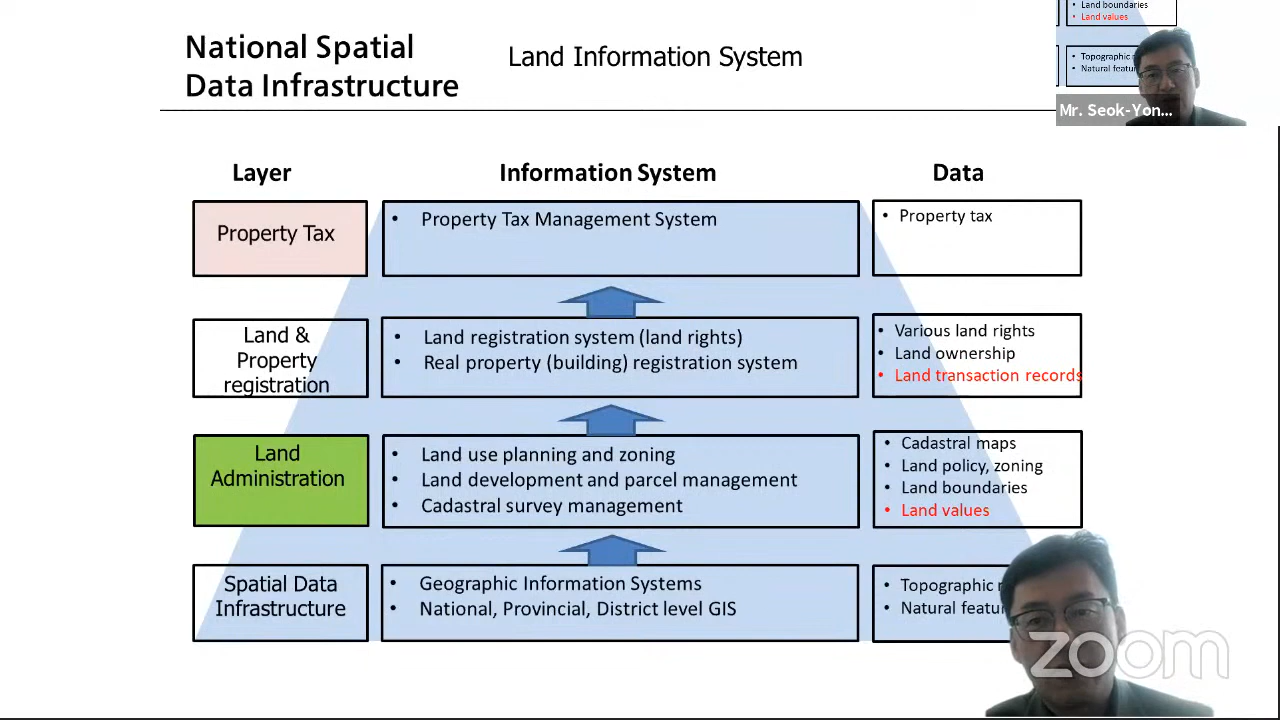 National Spatial
Data Infrastructure
Land Information System
• Land boundaries
• Land values
• Topographic
• Natural
Mr. Seok-Yon...
Layer
Information System
Data
Property Tax
• Property Tax Management System
• Property tax
Land &
Property
registration
• Land registration system (land rights)
• Real property (building) registration system
• Various land rights
• Land ownership
• Land transaction records
Land
Administration
• Land use planning and zoning
• Land development and parcel management
• Cadastral survey management
• Cadastral maps
• Land policy, zoning
• Land boundaries
• Land values
Spatial Data
Infrastructure
• Geographic Information Systems
• National, Provincial, District level GIS
• Topographic
• Natural
zoom